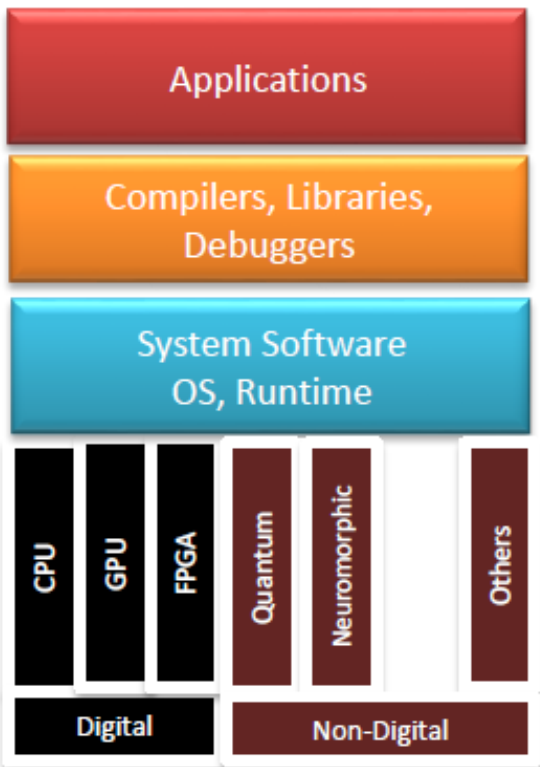 Applications
Compilers, Libraries,
Debuggers
System Software
OS, Runtime
CPU
GPU
FPGA
Quantum
Neuromorphic
Others
Digital
Non-Digital